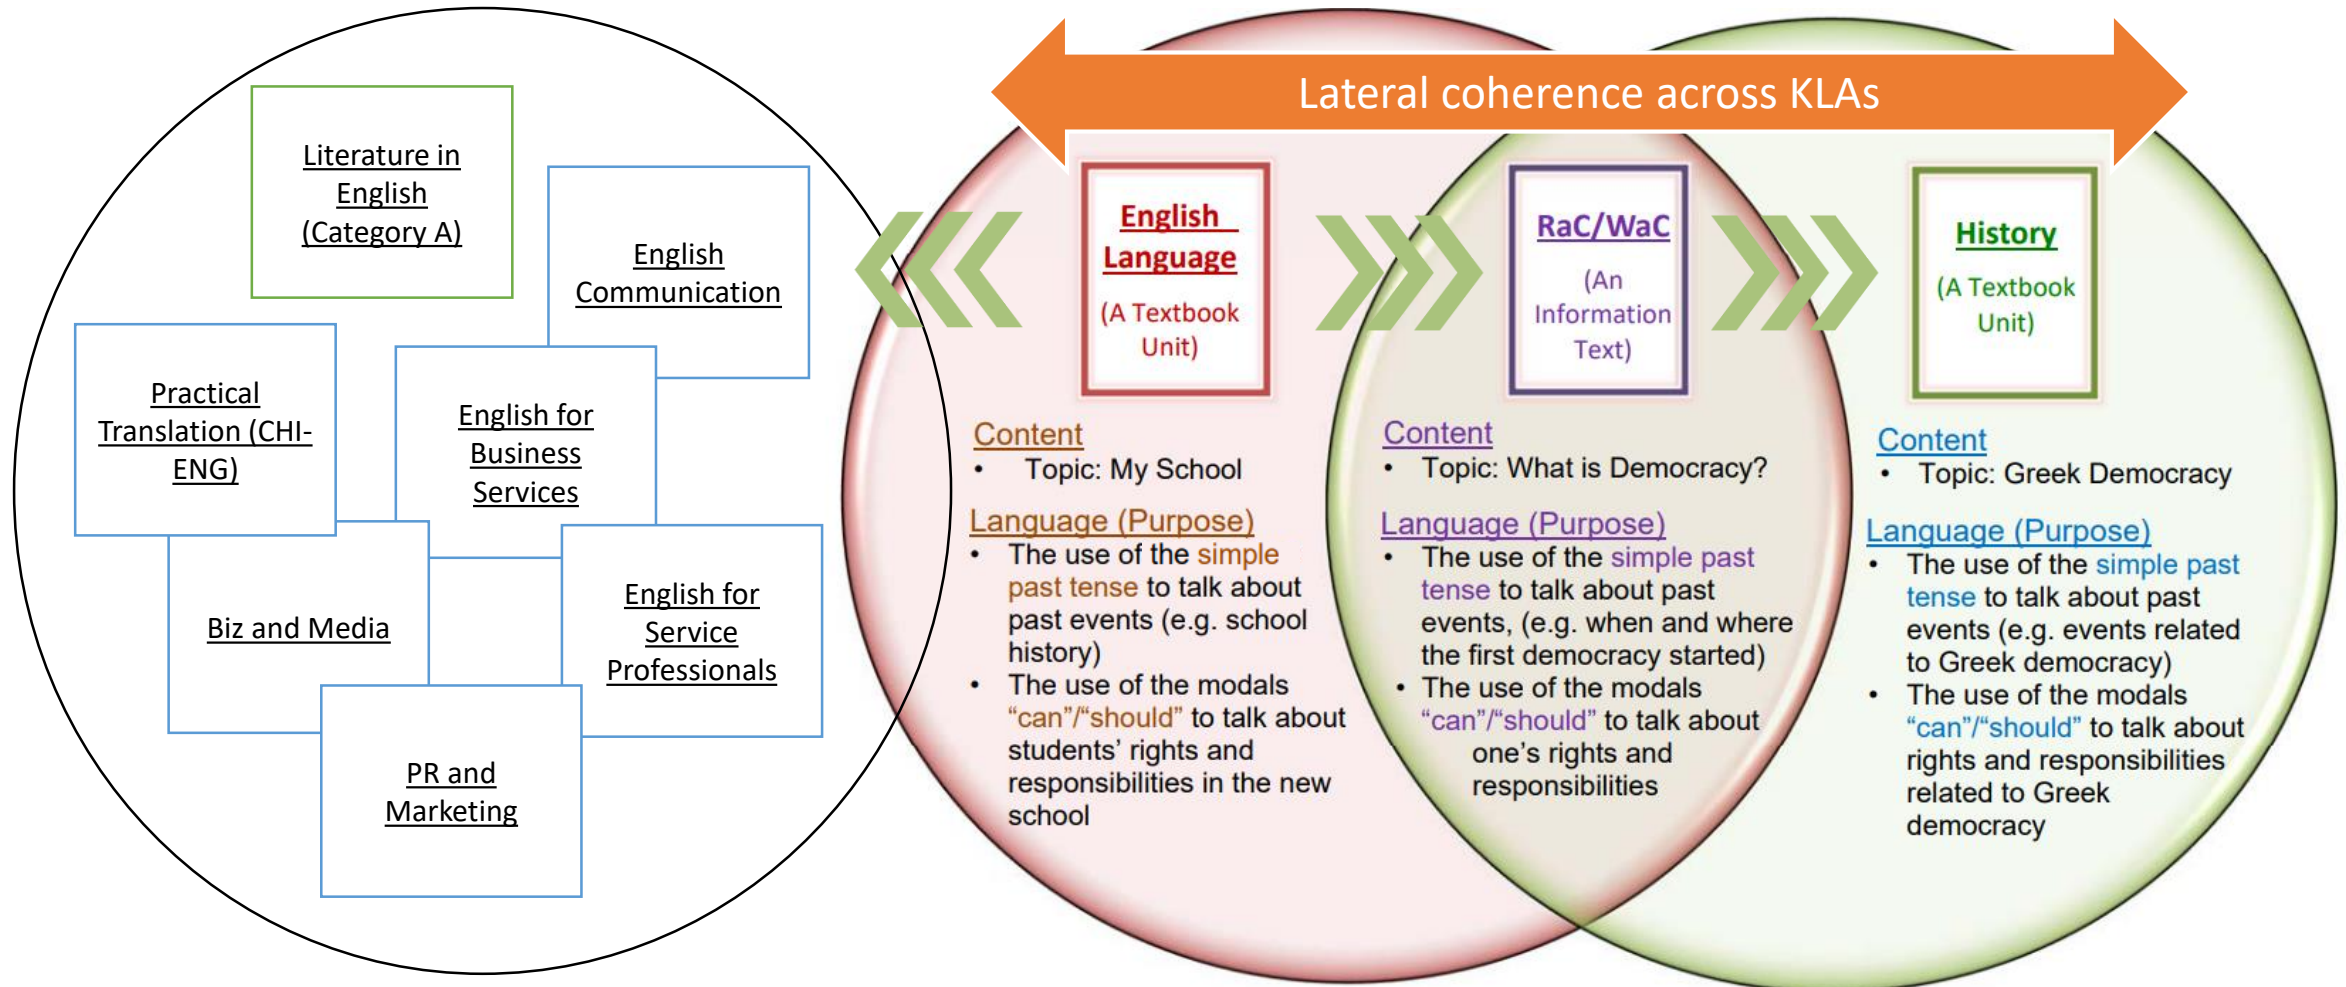 Lateral coherence across KLAs
Literature in
English
(Category A)
English
Communication
Practical
Translation (CHI-
ENG)
English for
Business
Services
Biz and Media
English for
Service
Professionals
PR and
Marketing
English
Language
(A Textbook
Unit)
Content
• Topic: My School
Language (Purpose)
• The use of the simple
past tense to talk about
past events (e.g. school
history)
• The use of the modals
“can”/“should” to talk about
students’ rights and
responsibilities in the new
school
RaC/WaC
(An
Information
Text)
Content
• Topic: What is Democracy?
Language (Purpose)
• The use of the simple past
tense to talk about past
events, (e.g. when and where
the first democracy started)
• The use of the modals
“can”/“should” to talk about
one’s rights and
responsibilities
History
(A Textbook
Unit)
Content
• Topic: Greek Democracy
Language (Purpose)
• The use of the simple past
tense to talk about past
events (e.g. events related
to Greek democracy)
• The use of the modals
“can”/“should” to talk about
rights and responsibilities
related to Greek
democracy